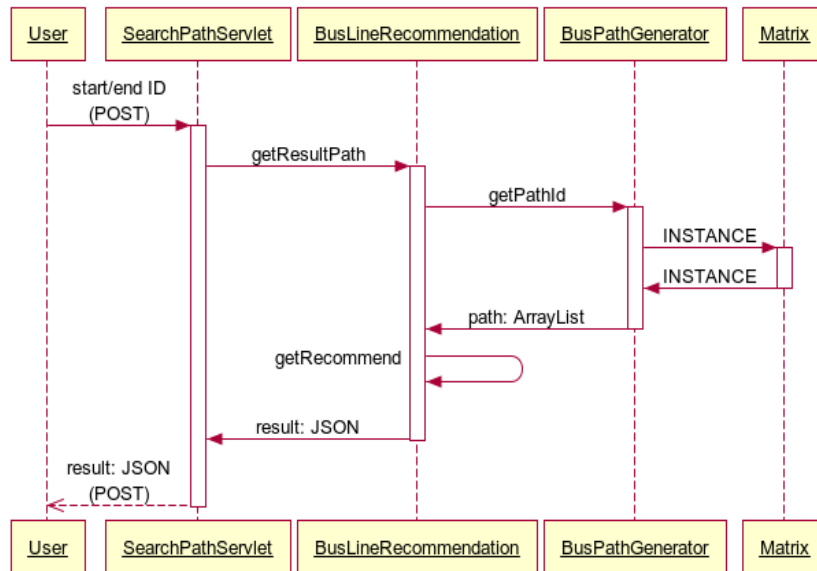 User
SearchPathServlet
BusLineRecommendation
BusPathGenerator
Matrix
start/end ID
(POST)
getResultPath
getPathId
INSTANCE
INSTANCE
path: ArrayList
getRecommend
result: JSON
result: JSON
(POST)
User
SearchPathServlet
BusLineRecommendation
BusPathGenerator
Matrix